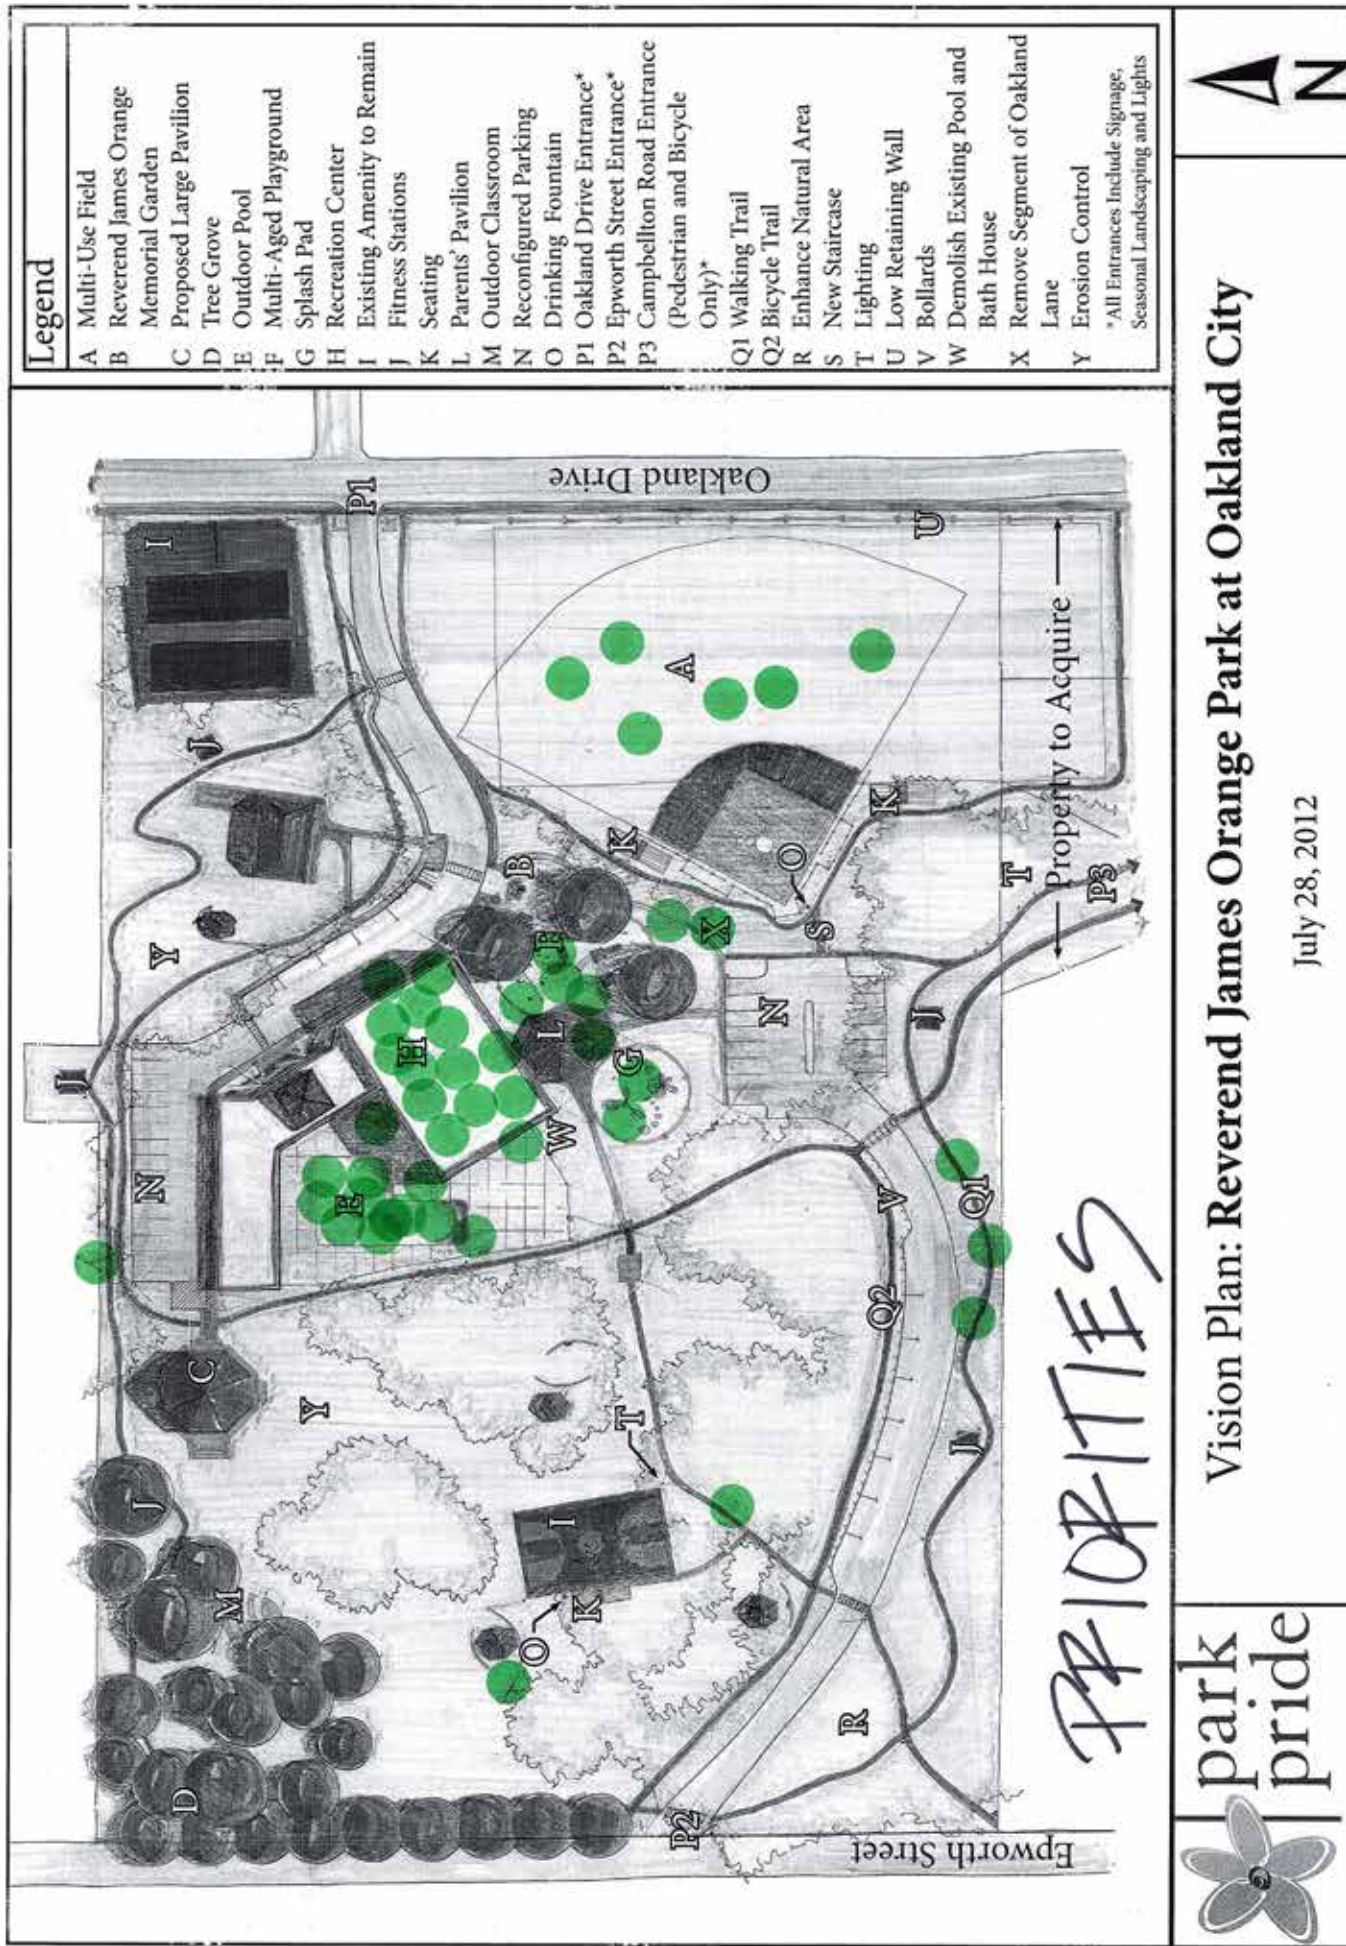 Legend
A Multi-Use Field
B Reverend James Orange
Memorial Garden
C Proposed Large Pavilion
D Tree Grove
E Outdoor Pool
F Multi-Aged Playground
G Splash Pad
H Recreation Center
I Existing Amenity to Remain
J Fitness Stations
K Seating
L Parents' Pavilion
M Outdoor Classroom
N Reconfigured Parking
O Drinking Fountain
P1 Oakland Drive Entrance*
P2 Epworth Street Entrance*
P3 Campbellton Road Entrance
(Pedestrian and Bicycle
Only)*
Q1 Walking Trail
Q2 Bicycle Trail
R Enhance Natural Area
S New Staircase
T Lighting
U Low Retaining Wall
V Bollards
W Demolish Existing Pool and
Bath House
X Remove Segment of Oakland
Lane
Y Erosion Control
*All Entrances Include Signage,
Seasonal Landscaping and Lights
J
N
Y
J
I
P1
D
J
M
C
Y
E
H
B
Oakland Drive
O
K
I
T
W
L
G
K
A
P2
R
Q2
V
N
X
S
O
K
U
Epworth Street
J
Q1
J
T
P3
Property to Acquire
PRIORITIES
park
pride
Vision Plan: Reverend James Orange Park at Oakland City
July 28, 2012
N